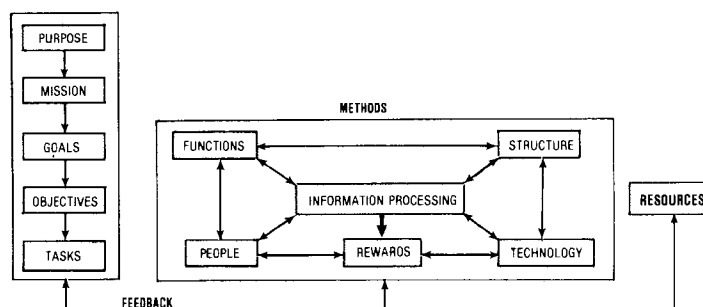 PURPOSE
MISSION
GOALS
OBJECTIVES
TASKS
METHODS
FUNCTIONS
STRUCTURE
INFORMATION PROCESSING
PEOPLE
REWAROS
TECHNOLOGY
RESOURCES
FEEDBACK